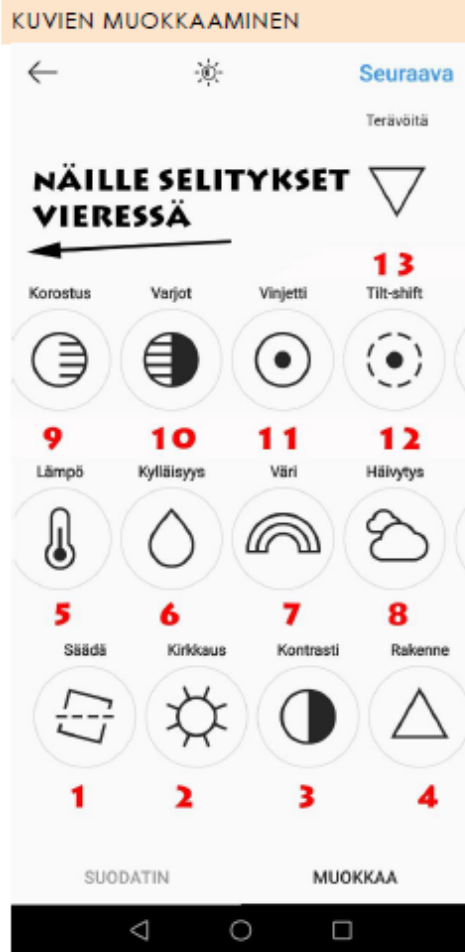 KUVIEN MUOKKAAMINEN
Seuraava
Terävöitä
NÄILLE SELITYKSET
VIERESSÄ
13
Korostus Varjot Vinjetti Tilt-shift
9 10 11 12
Lämpö Kylläisyys Väri Häivytys
5 6 7 8
Säädä Kirkkaus Kontrasti Rakenne
1 2 3 4
SUODATIN MUOKKAA